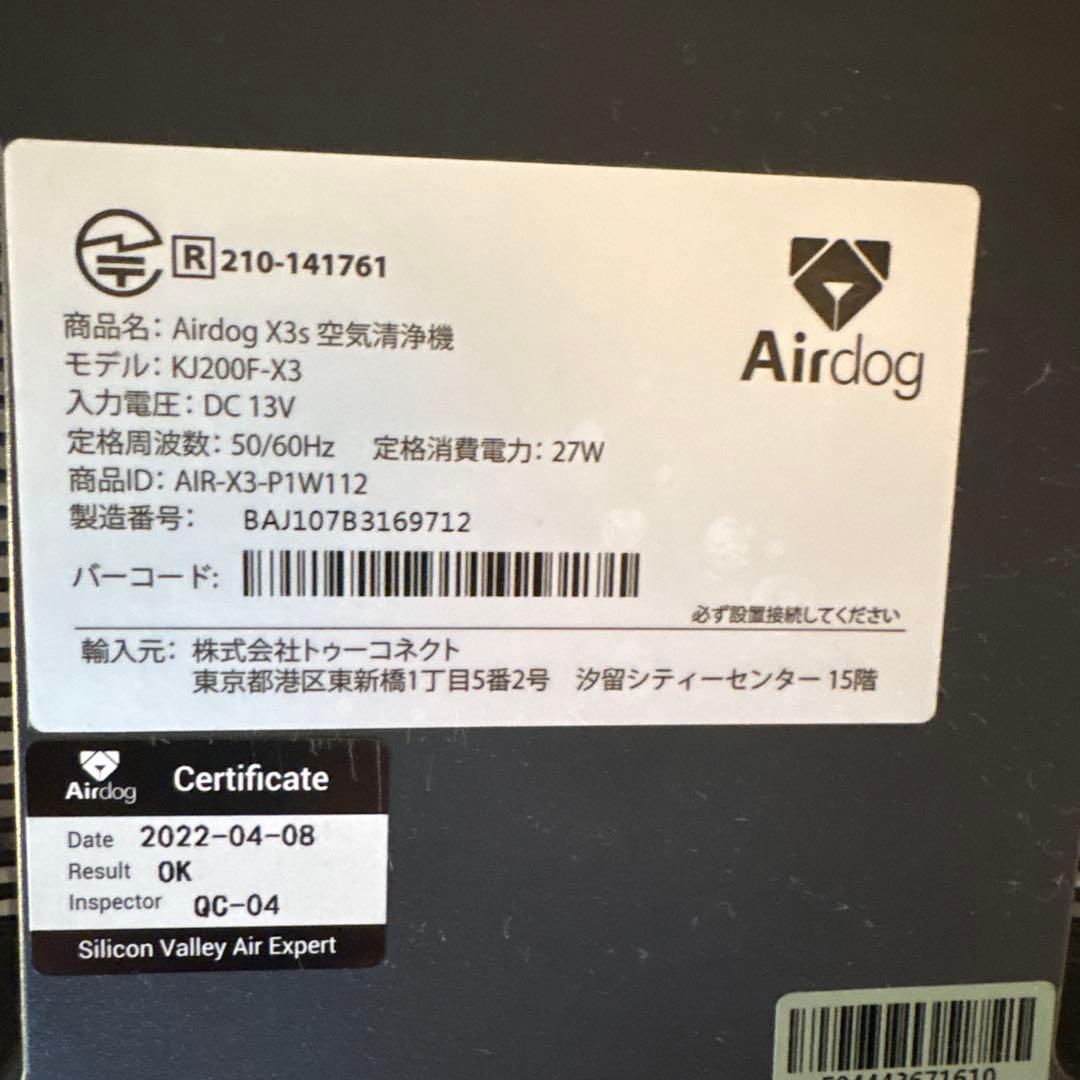 R 210-141761
商品名: Airdog X3s 空気清浄機
モデル: KJ200F-X3
入力電圧: DC 13V
定格周波数: 50/60Hz 定格消費電力: 27W
商品ID: AIR-X3-P1W112
製造番号: BAJ107B3169712
バーコード:
Airdog
必ず設置接続してください
輸入元: 株式会社トゥーコネクト
東京都港区東新橋1丁目5番2号 汐留シティーセンター 15階
Airdog Certificate
Date 2022-04-08
Result OK
Inspector QC-04
Silicon Valley Air Expert